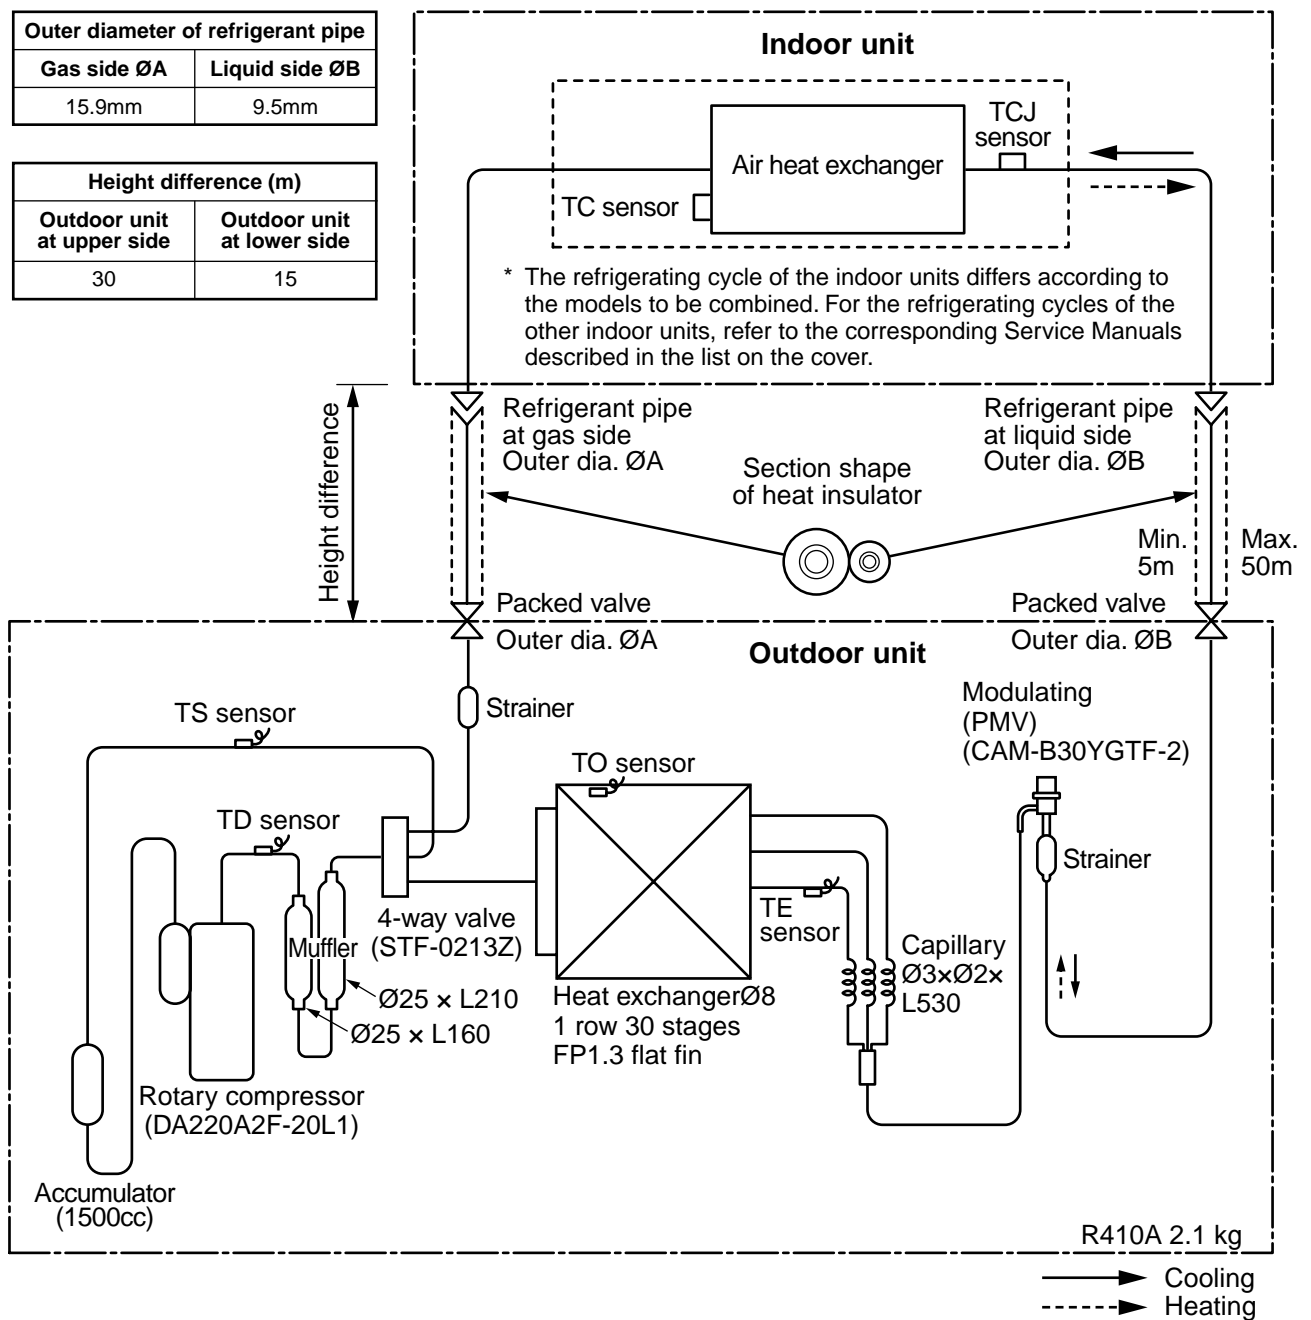 Outer diameter of refrigerant pipe
Gas side ØA
Liquid side ØB
15.9mm
9.5mm
Height difference (m)
Outdoor unit
at upper side
Outdoor unit
at lower side
30
15
Indoor unit
TCJ
sensor
Air heat exchanger
TC sensor
* The refrigerating cycle of the indoor units differs according to
the models to be combined. For the refrigerating cycles of the
other indoor units, refer to the corresponding Service Manuals
described in the list on the cover.
Height difference
Refrigerant pipe
at gas side
Outer dia. ØA
Refrigerant pipe
at liquid side
Outer dia. ØB
Section shape
of heat insulator
Min.
5m
Max.
50m
Packed valve
Outer dia. ØA
Packed valve
Outer dia. ØB
Outdoor unit
Modulating
(PMV)
(CAM-B30YGTF-2)
Strainer
TS sensor
TO sensor
TD sensor
Strainer
4-way valve
(STF-0213Z)
Muffler
TE
sensor
Capillary
Ø3×Ø2×
L530
Ø25 × L210
Ø25 × L160
Heat exchangerØ8
1 row 30 stages
FP1.3 flat fin
Rotary compressor
(DA220A2F-20L1)
Accumulator
(1500cc)
R410A 2.1 kg
Cooling
Heating